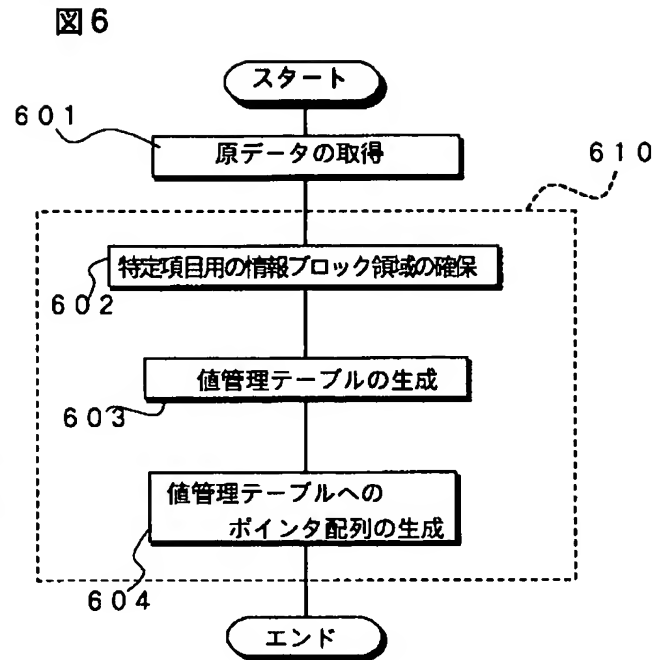 図6
スタート
601
原データの取得
610
特定項目用の情報ブロック領域の確保
602
値管理テーブルの生成
603
値管理テーブルへの
ポインタ配列の生成
604
エンド